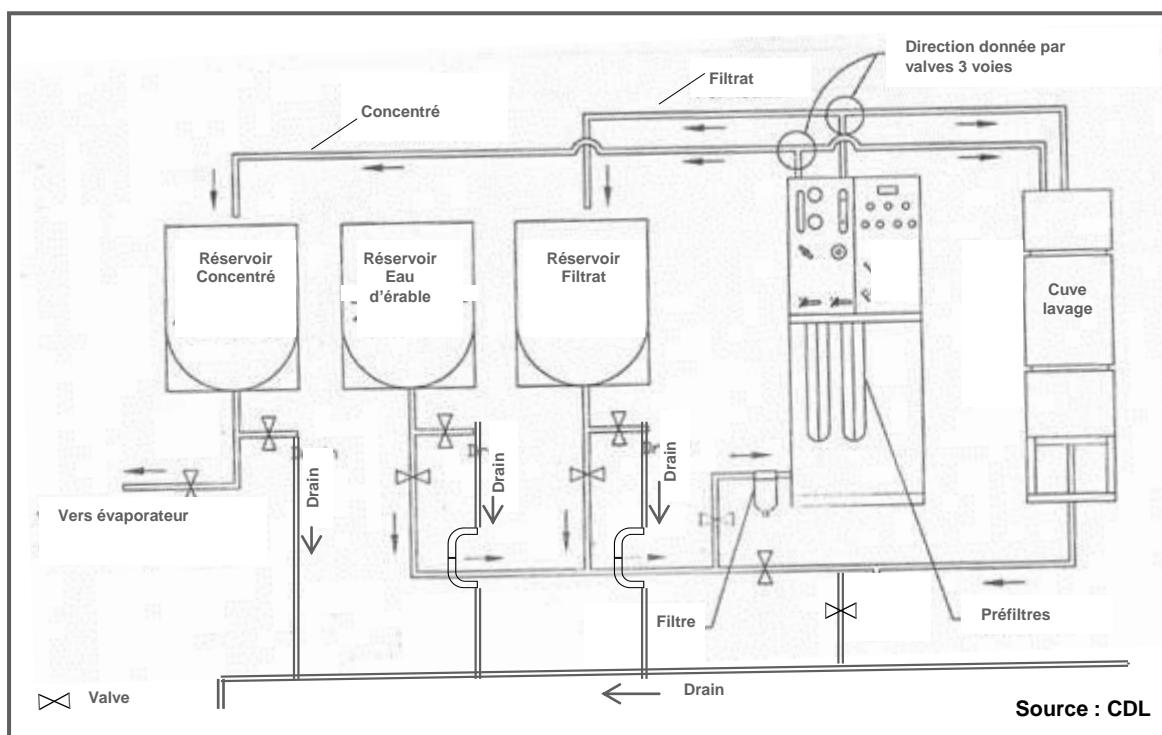 Direction donnée par
valves 3 voies
Filtrat
Concentré
Réservoir
Concentré
Réservoir
Eau
d'érable
Réservoir
Filtrat
Cuve
lavage
Drain
Drain
Drain
Vers évaporateur
Filtre
Préfiltres
Valve
Drain
Source : CDL